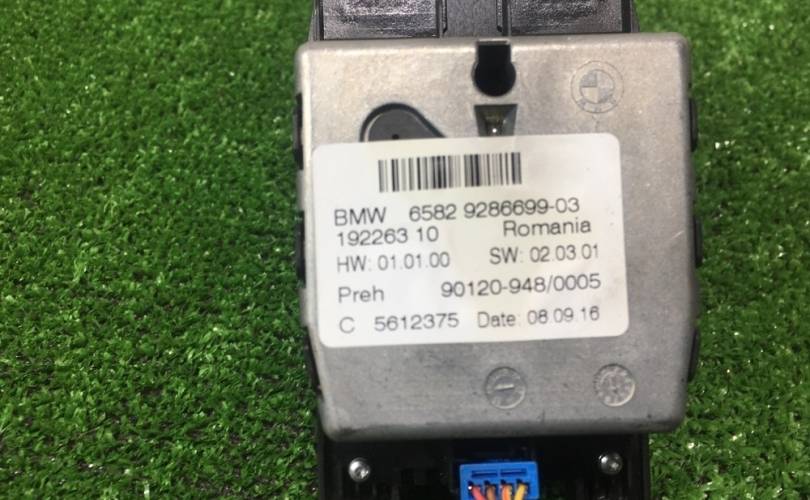 BMW 6582 9286699-03
192263 10 Romania
HW: 01.01.00 SW: 02.03.01
Preh 90120-948/0005
C 5612375 Date: 08.09.16